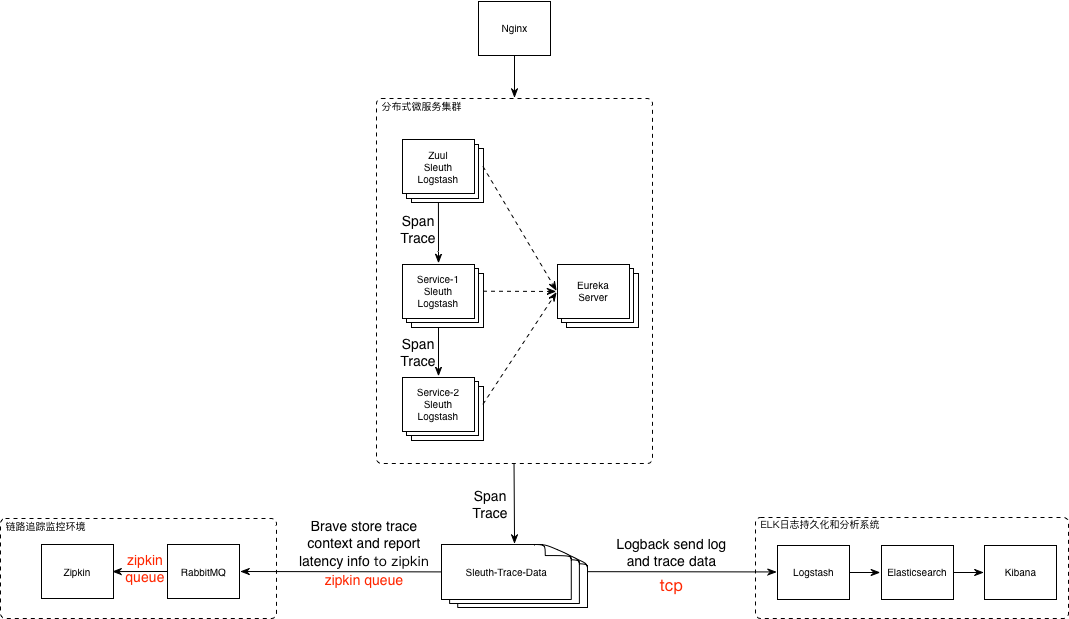 Nginx
分布式微服务集群
Zuul
Sleuth
Logstash
Span
Trace
Service-1
Sleuth
Logstash
Eureka
Server
Span
Trace
Service-2
Sleuth
Logstash
Span
Trace
链路追踪监控环境
Zipkin
zipkin
queue
RabbitMQ
Brave store trace
context and report
latency info to zipkin
zipkin queue
Sleuth-Trace-Data
Logback send log
and trace data
tcp
ELK日志持久化和分析系统
Logstash
Elasticsearch
Kibana